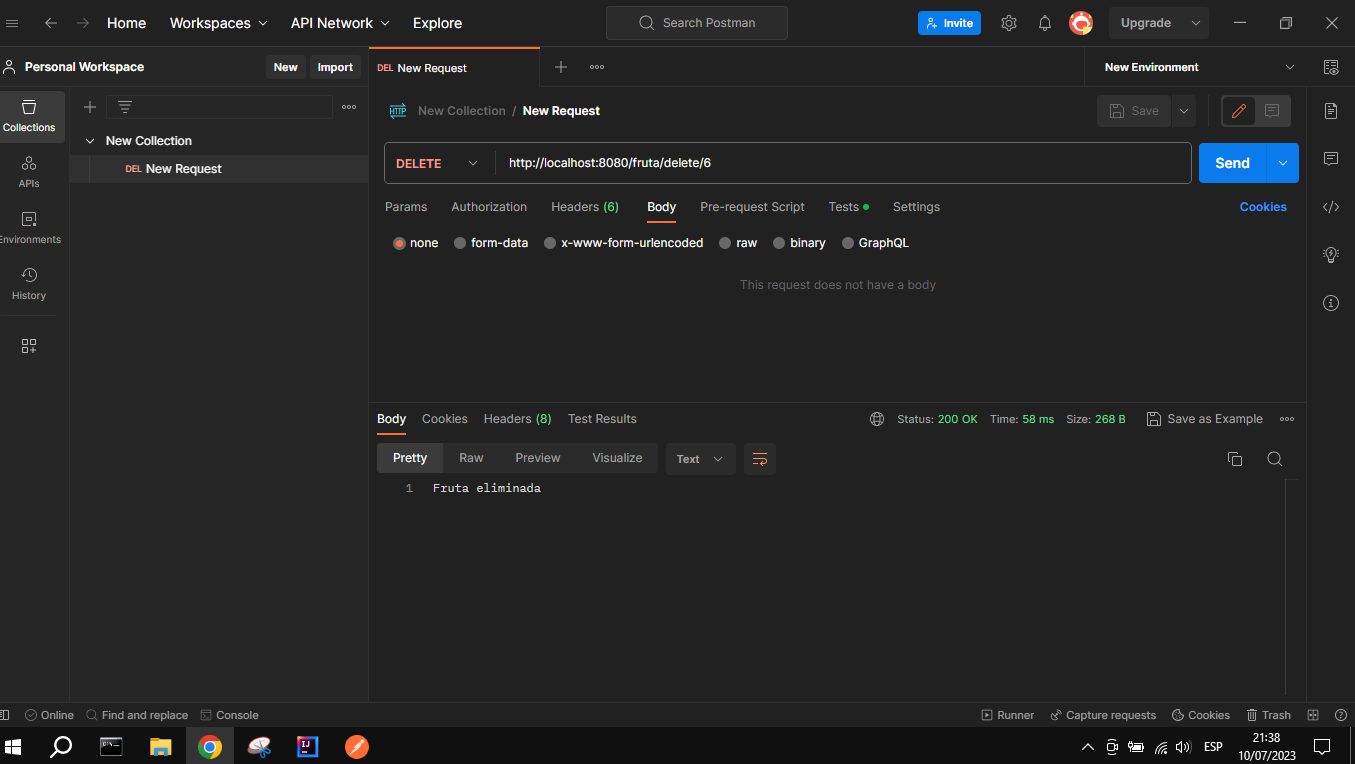 Home Workspaces API Network Explore Search Postman Invite Upgrade
Personal Workspace New Import DEL New Request New Environment
Collections
APIs
Environments
History
New Collection
DEL New Request
HTTP New Collection / New Request Save
DELETE http://localhost:8080/fruta/delete/6 Send
Params Authorization Headers (6) Body Pre-request Script Tests Settings Cookies
none form-data x-www-form-urlencoded raw binary GraphQL
This request does not have a body
Body Cookies Headers (8) Test Results Status: 200 OK Time: 58 ms Size: 268 B Save as Example
Pretty Raw Preview Visualize Text
1 Fruta eliminada
Online Find and replace Console Runner Capture requests Cookies Trash
ESP 21:38
10/07/2023